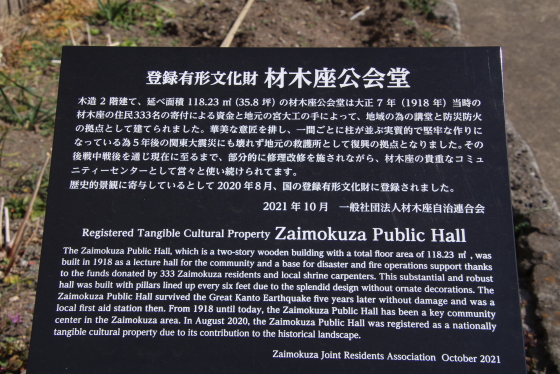 登録有形文化財 材木座公会堂
木造2階建て、延べ面積118.23㎡(35.8坪)の材木座公会堂は大正7年(1918年)当時の
材木座の住民333名の寄付による資金と地元の宮大工の手によって、地域の為の講堂と防災防火
の拠点として建てられました。華美な意匠を排し、一間ごとに柱が並ぶ実質的で堅牢な作りに
なっている為5年後の関東大震災にも壊れず地元の救護所として復興の拠点となりました。その
後戦中戦後を通じ現在に至るまで、部分的に修理改修を施されながら、材木座の貴重なコミュ
ニティーセンターとして営々と使い続けられてます。
歴史的景観に寄与しているとして2020年8月、国の登録有形文化財に登録されました。
2021年10月 一般社団法人材木座自治連合会
Registered Tangible Cultural Property Zaimokuza Public Hall
The Zaimokuza Public Hall, which is a two-story wooden building with a total floor area of 118.23 ㎡, was
built in 1918 as a lecture hall for the community and a base for disaster and fire operations support thanks
to the funds donated by 333 Zaimokuza residents and local shrine carpenters. This substantial and robust
hall was built with pillars lined up every six feet due to the splendid design without ornate decorations. The
Zaimokuza Public Hall survived the Great Kanto Earthquake five years later without damage and was a
local first aid station then. From 1918 until today, the Zaimokuza Public Hall has been a key community
center in the Zaimokuza area. In August 2020, the Zaimokuza Public Hall was registered as a nationally
tangible cultural property due to its contribution to the historical landscape.
Zaimokuza Joint Residents Association October 2021